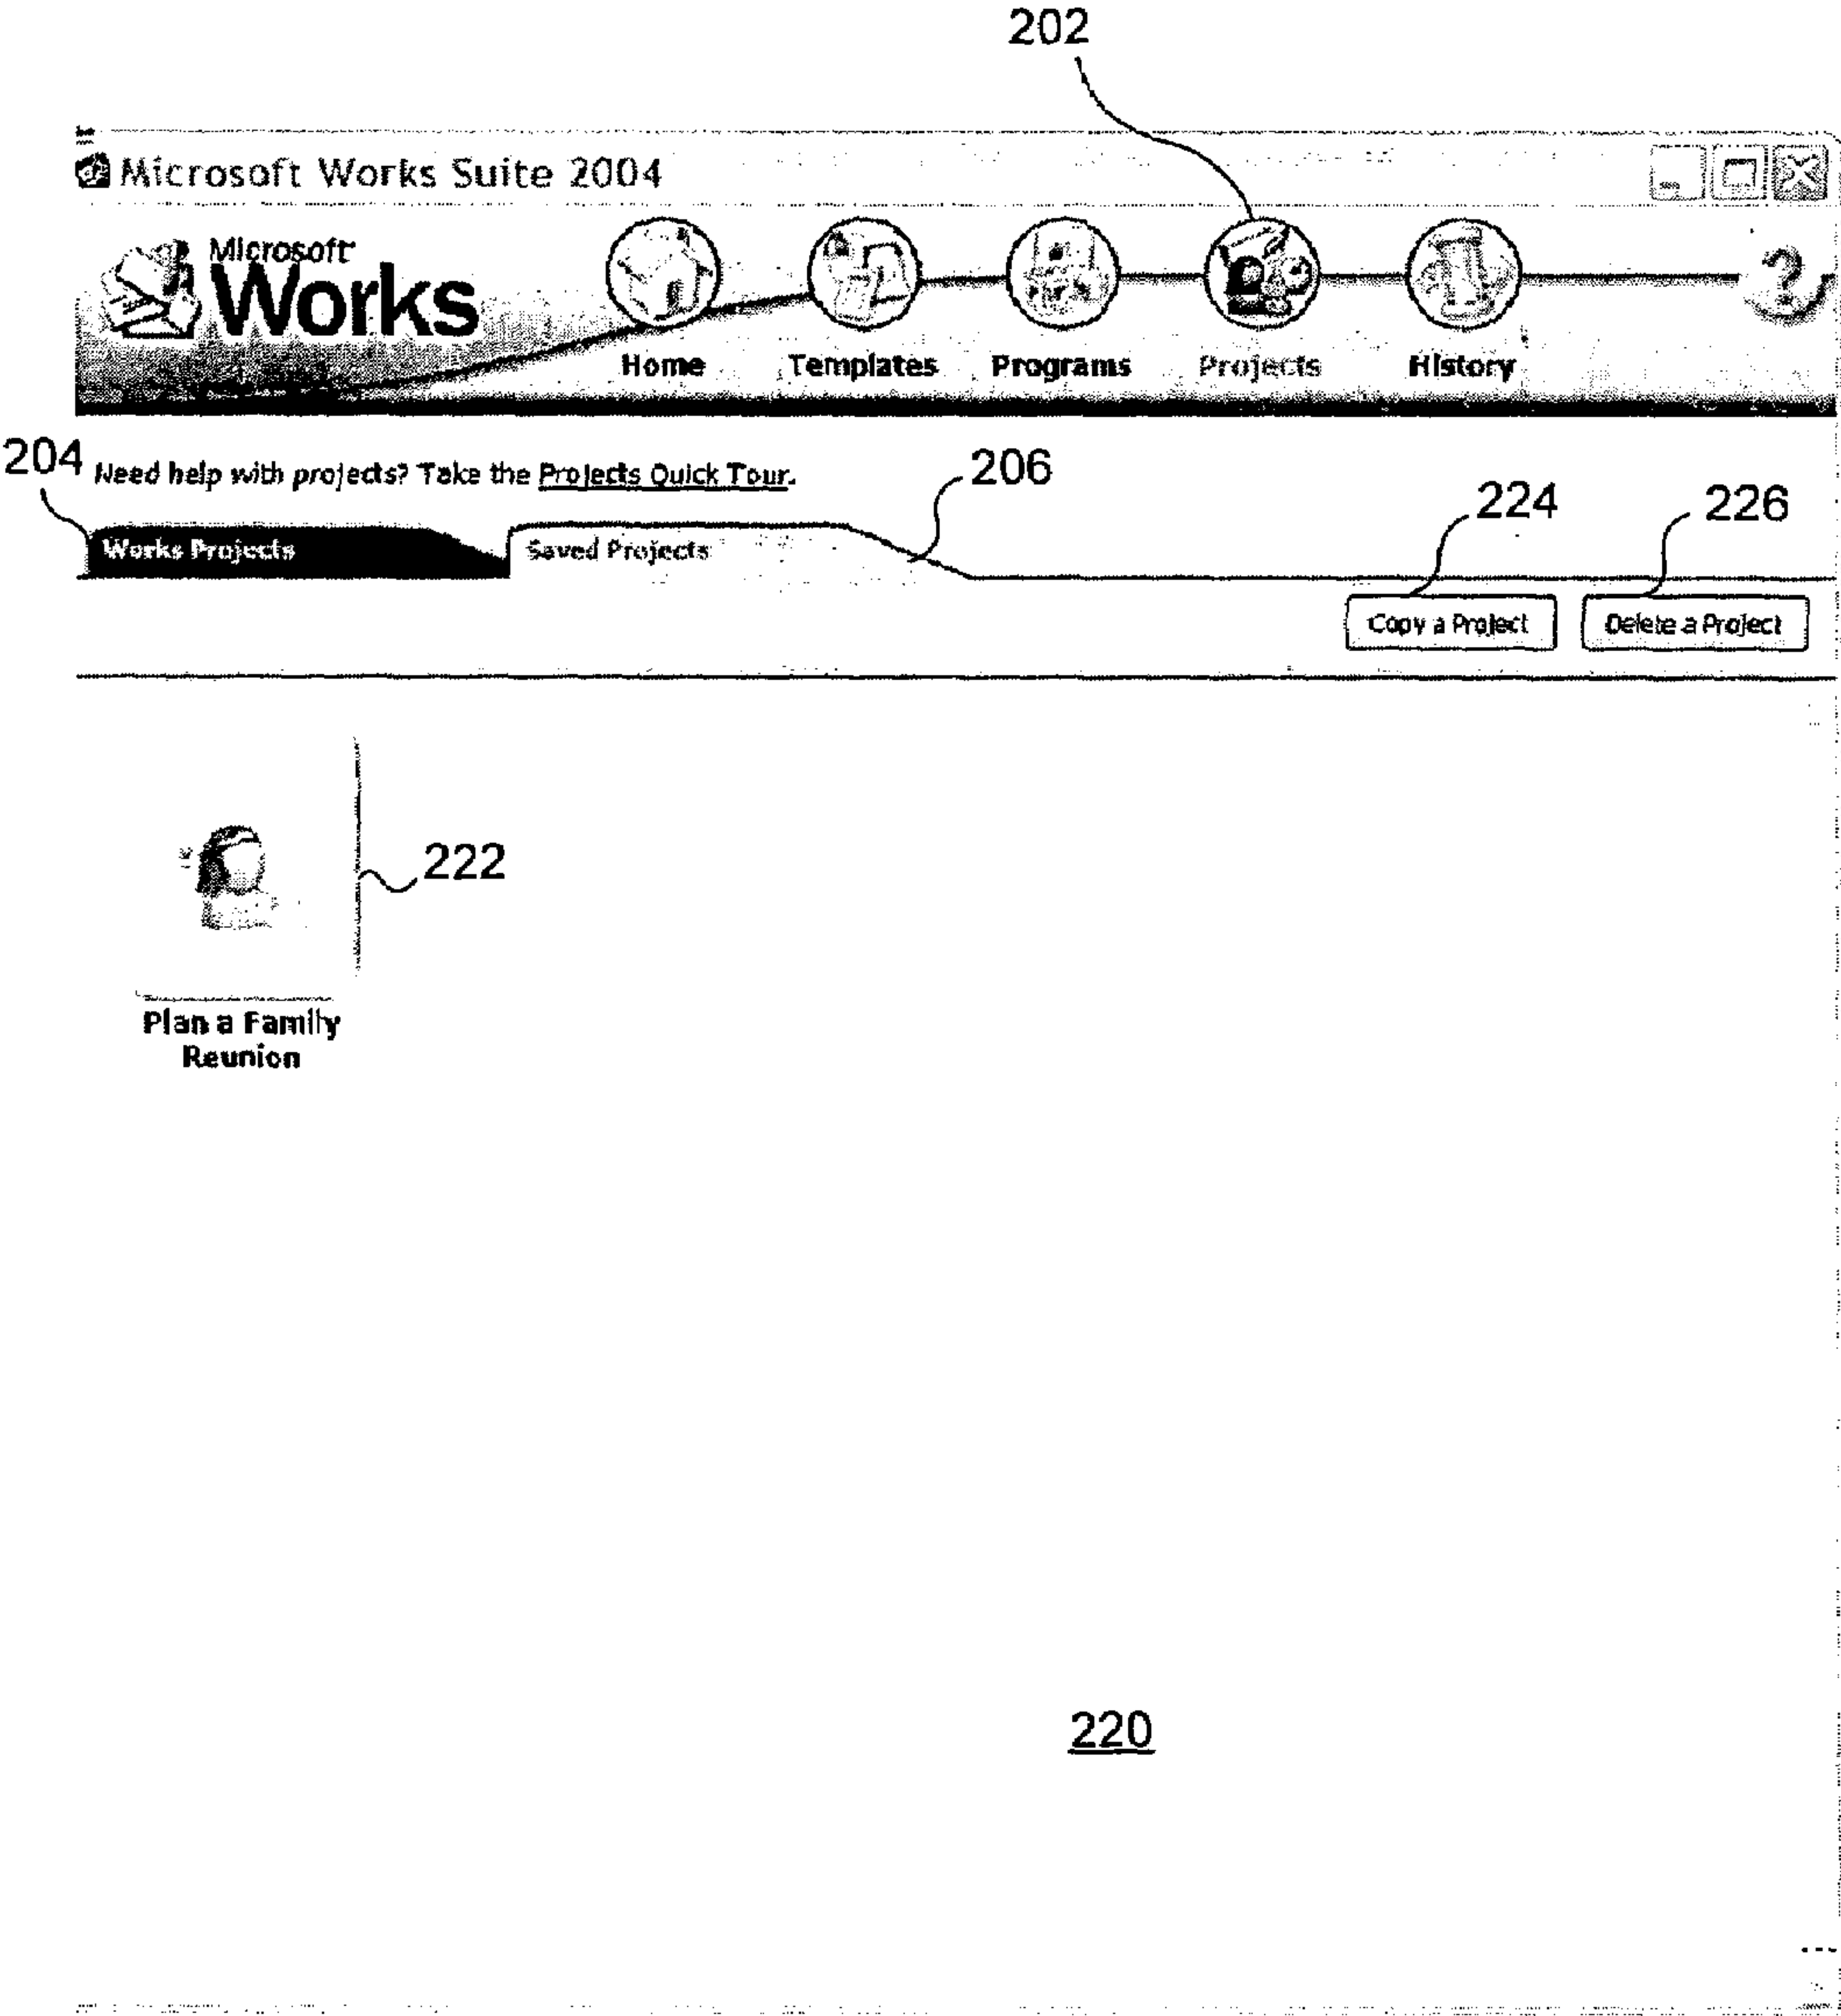 202
Microsoft Works Suite 2004
Microsoft
Works
?
Home Templates Programs Projects History
204 Need help with projects? Take the Projects Quick Tour. 206
224 226
Works Projects Saved Projects
Copy a Project Delete a Project
222
Plan a Family
Reunion
220